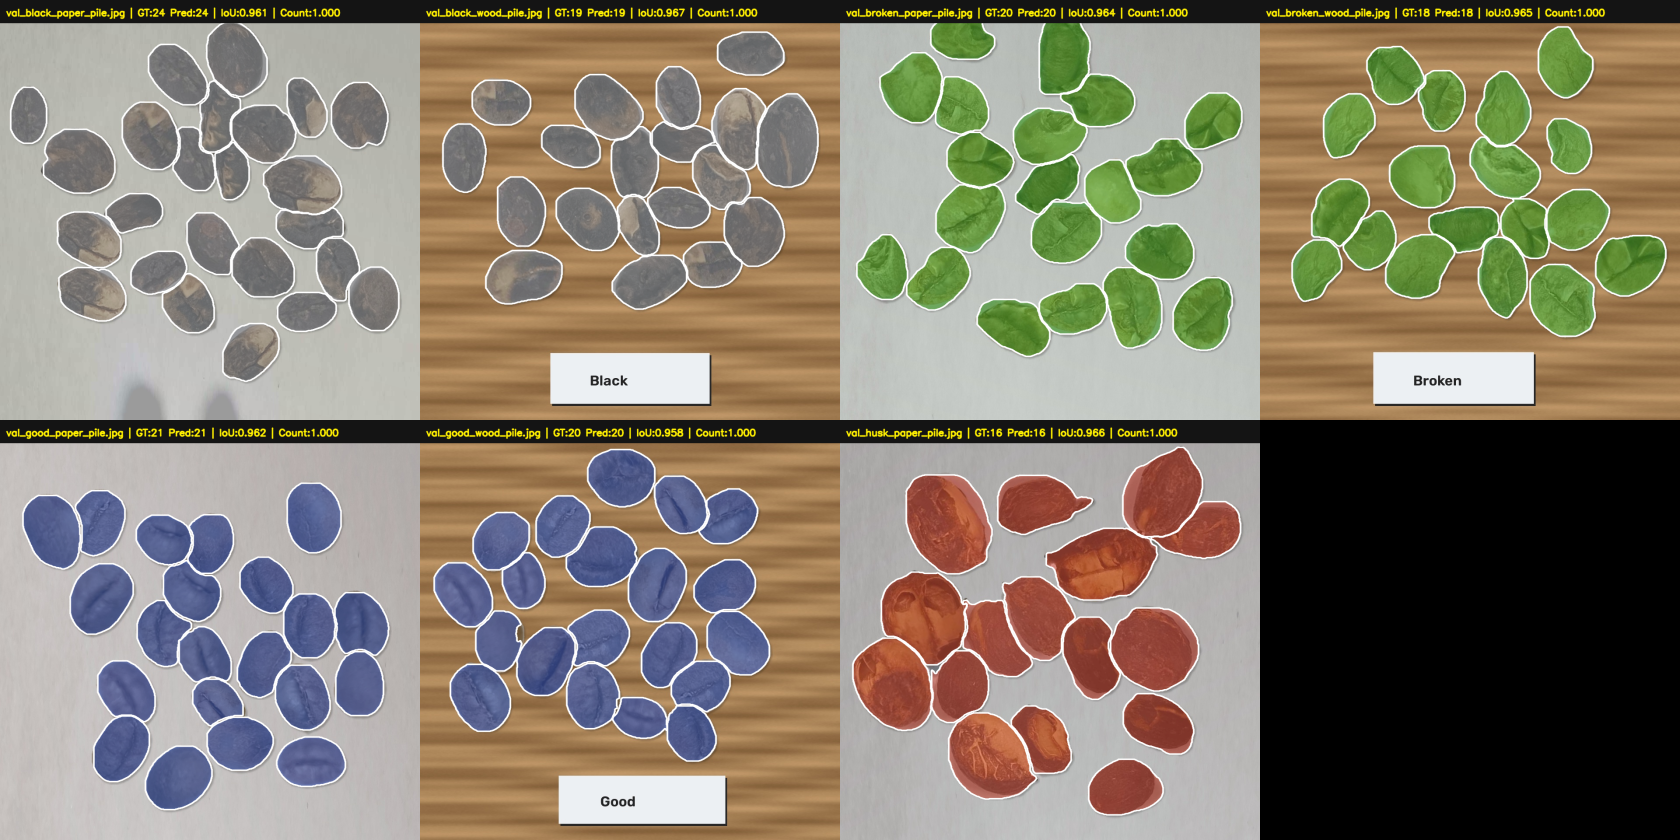 val_black_paper_pile.jpg | GT:24 Pred:24 | IoU:0.961 | Count:1.000
val_black_wood_pile.jpg | GT:19 Pred:19 | IoU:0.967 | Count:1.000
val_broken_paper_pile.jpg | GT:20 Pred:20 | IoU:0.964 | Count:1.000
val_broken_wood_pile.jpg | GT:18 Pred:18 | IoU:0.965 | Count:1.000
Black
Broken
val_good_paper_pile.jpg | GT:21 Pred:21 | IoU:0.962 | Count:1.000
val_good_wood_pile.jpg | GT:20 Pred:20 | IoU:0.958 | Count:1.000
val_husk_paper_pile.jpg | GT:16 Pred:16 | IoU:0.966 | Count:1.000
Good